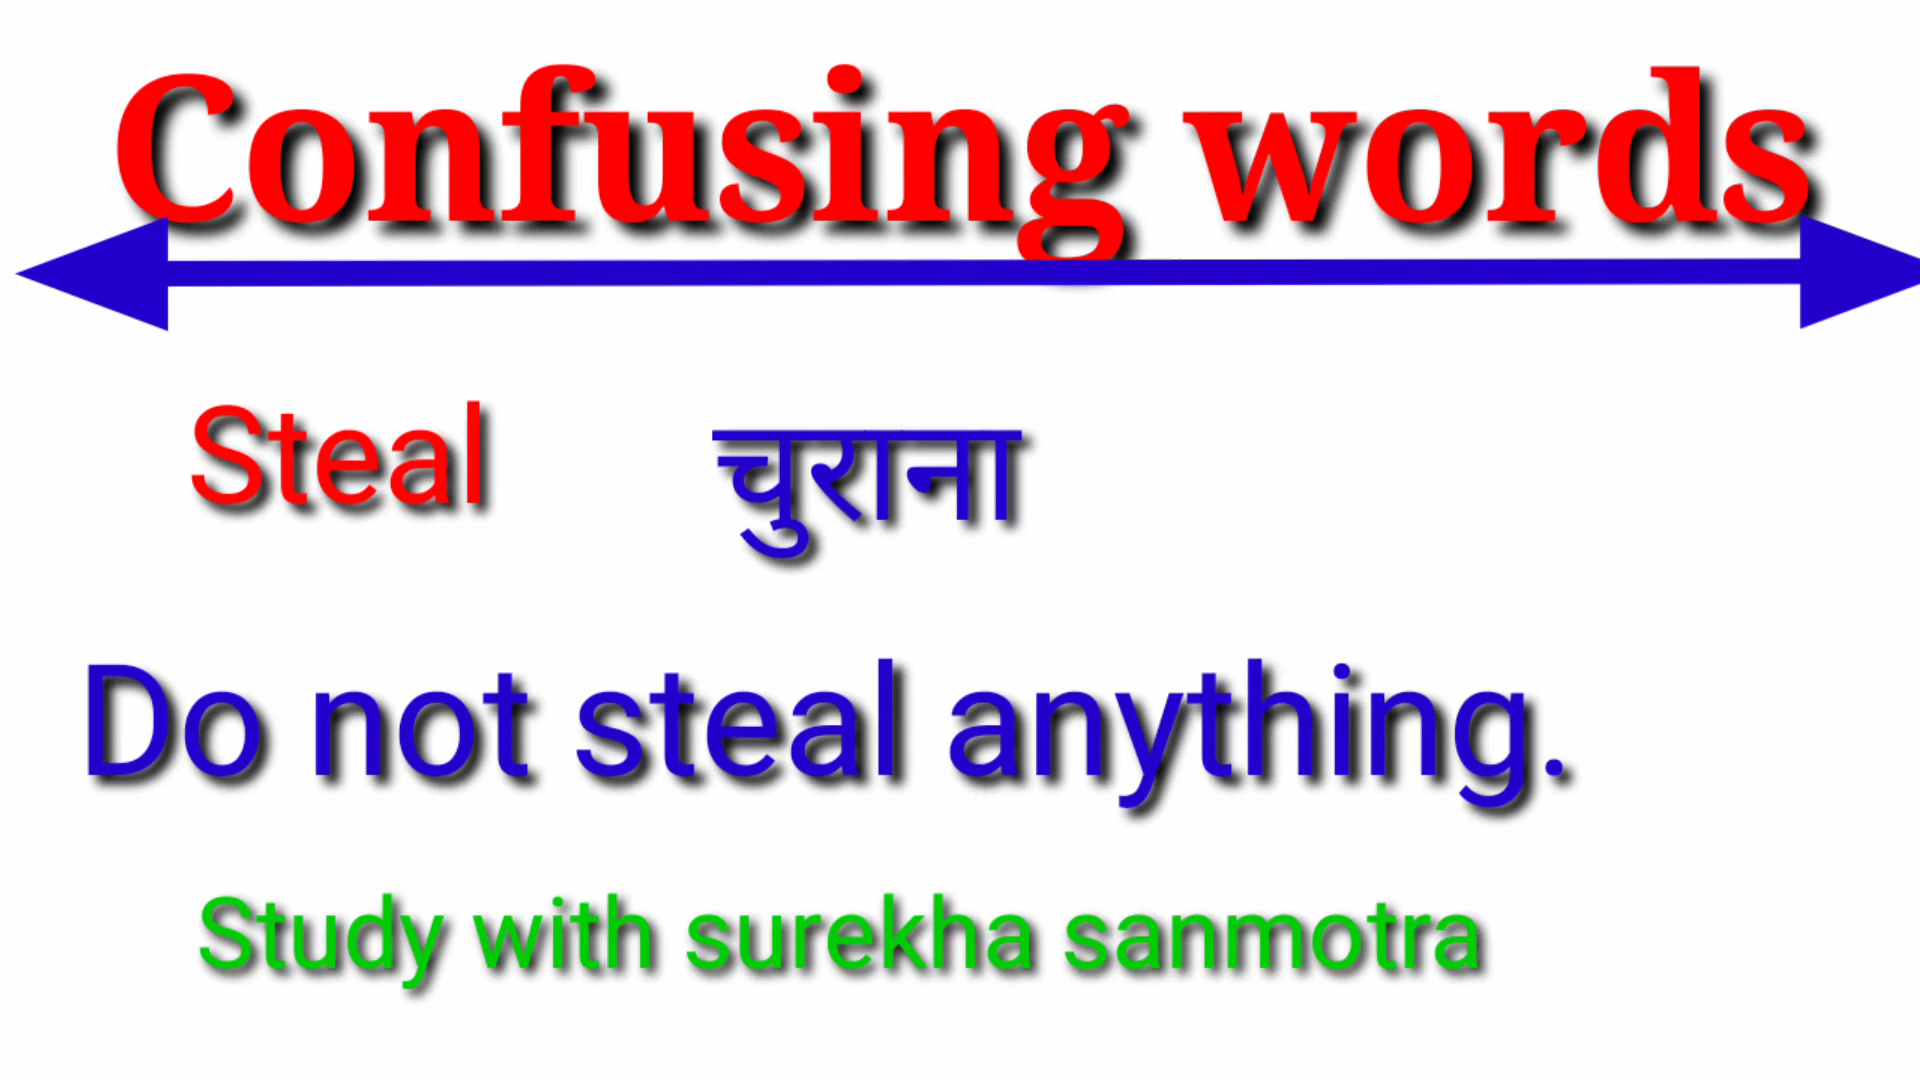 Confusing words
Steal चुराना
Do not steal anything.
Study with surekha sanmotra